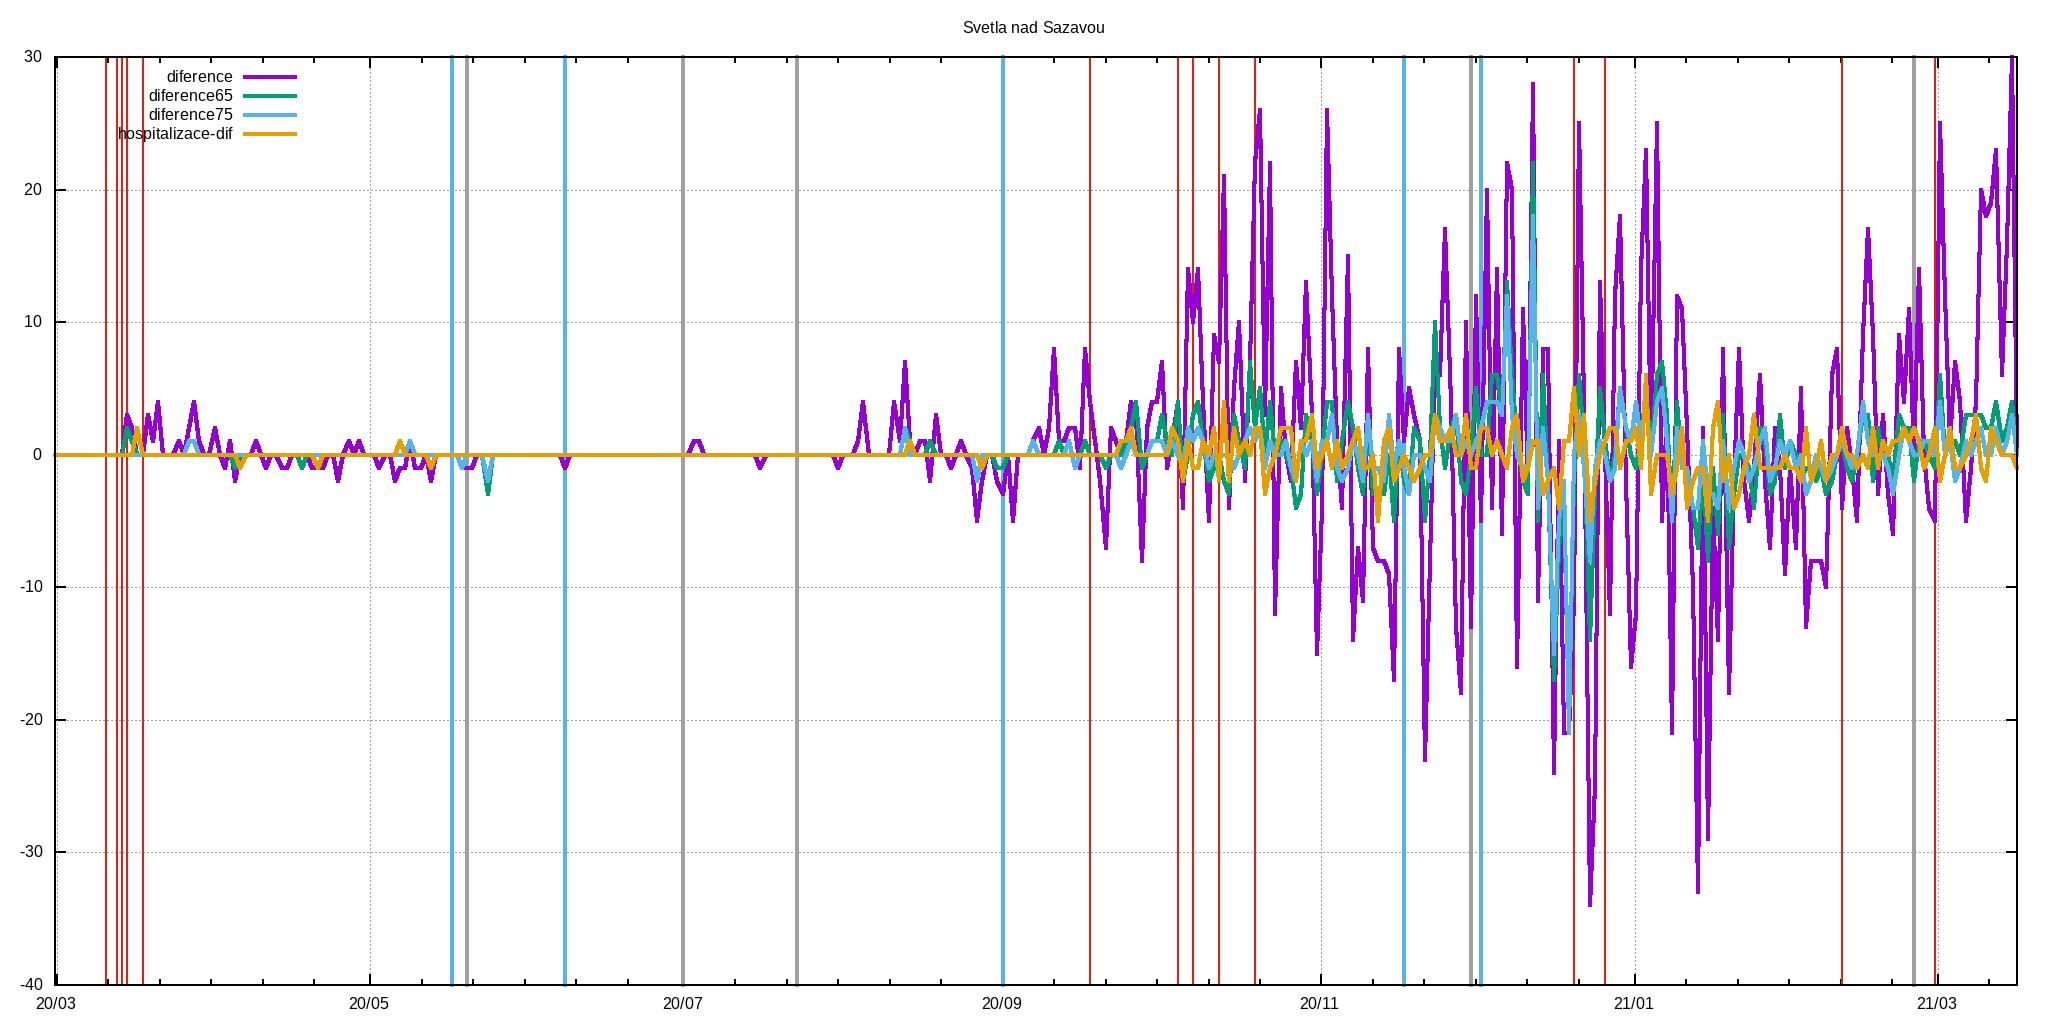 Svetla nad Sazavou
30
20
10
0
-10
-20
-30
-40
diference
diference65
diference75
hospitalizace-dif
20/03 20/05 20/07 20/09 20/11 21/01 21/03